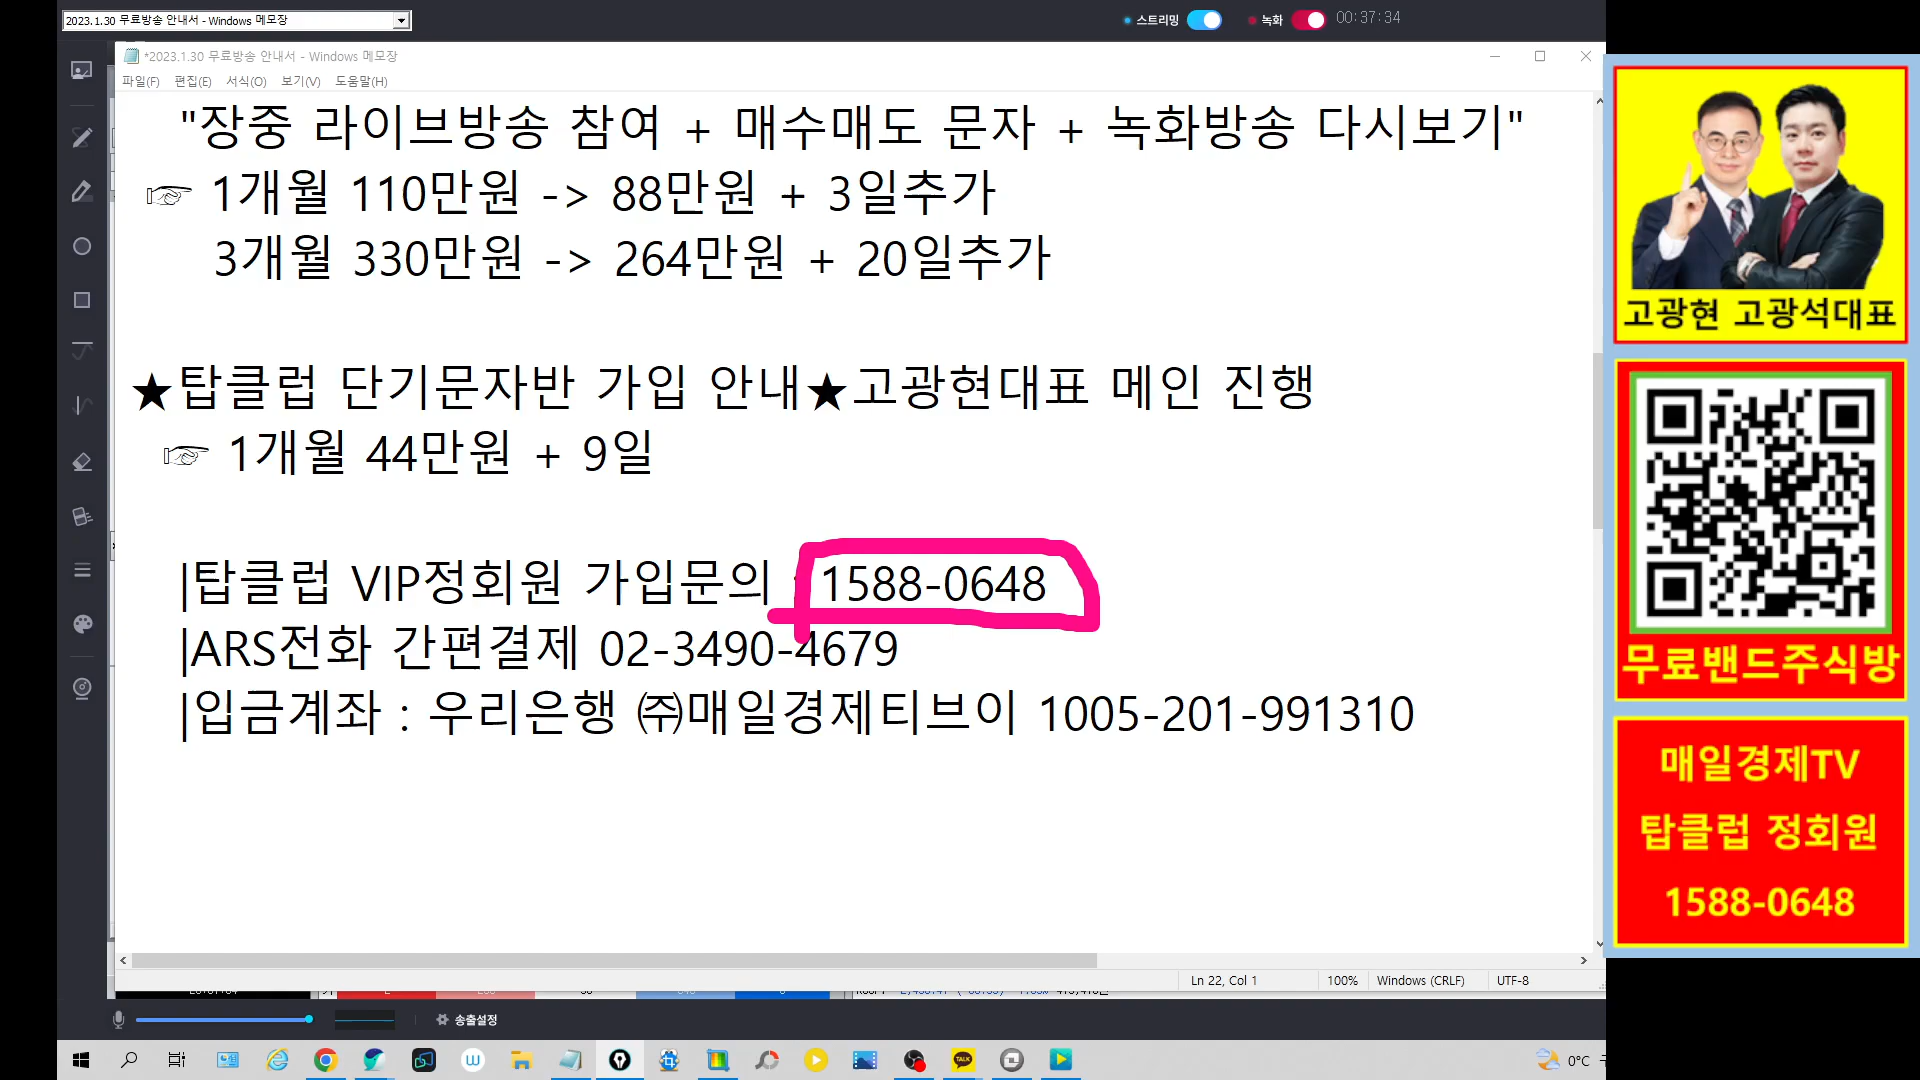 2023.1.30 무료방송 안내서 - Windows 메모장
스트리밍
녹화
00:37:34
*2023.1.30 무료방송 안내서 - Windows 메모장
파일(F) 편집(E) 서식(O) 보기(V) 도움말(H)
"장중 라이브방송 참여 + 매수매도 문자 + 녹화방송 다시보기"
☞ 1개월 110만원 -> 88만원 + 3일추가
3개월 330만원 -> 264만원 + 20일추가
★탑클럽 단기문자반 가입 안내★고광현대표 메인 진행
☞ 1개월 44만원 + 9일
|탑클럽 VIP정회원 가입문의 1588-0648
|ARS전화 간편결제 02-3490-4679
|입금계좌 : 우리은행 ㈜매일경제티브이 1005-201-991310
Ln 22, Col 1
100%
Windows (CRLF)
UTF-8
송출설정
TALK
0°C
고광현 고광석대표
무료밴드주식방
매일경제TV
탑클럽 정회원
1588-0648